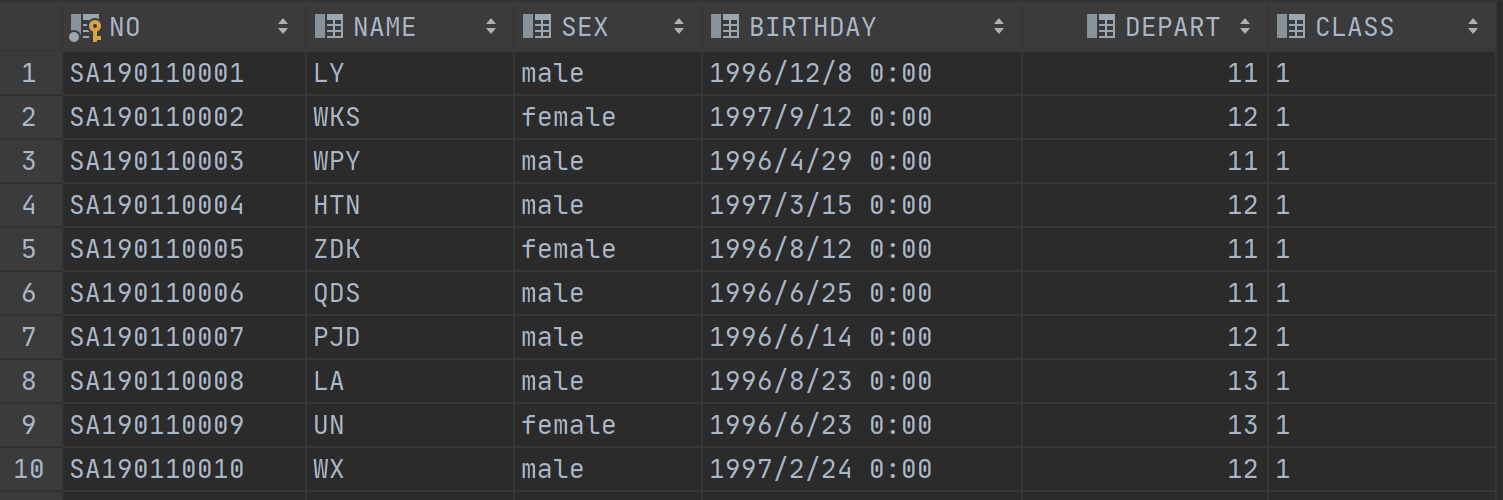 NO NAME SEX BIRTHDAY DEPART CLASS
1 SA190110001 LY male 1996/12/8 0:00 11 1
2 SA190110002 WKS female 1997/9/12 0:00 12 1
3 SA190110003 WPY male 1996/4/29 0:00 11 1
4 SA190110004 HTN male 1997/3/15 0:00 12 1
5 SA190110005 ZDK female 1996/8/12 0:00 11 1
6 SA190110006 QDS male 1996/6/25 0:00 11 1
7 SA190110007 PJD male 1996/6/14 0:00 12 1
8 SA190110008 LA male 1996/8/23 0:00 13 1
9 SA190110009 UN female 1996/6/23 0:00 13 1
10 SA190110010 WX male 1997/2/24 0:00 12 1